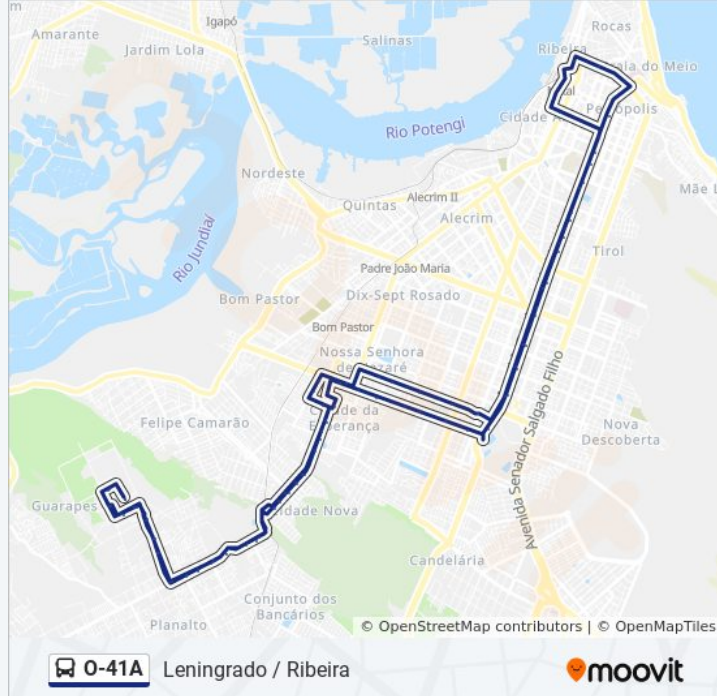 Amarante
Igapó
Jardim Lola
Salinas
Rocas
Ribeira
Praia do Meio
Natal
Petrópolis
Rio Potengi
Nordeste
Quintas
Alecrim II
Alecrim
Mãe L
Rio Jundiaí
Tirol
Padre João Maria
Dix-Sept Rosado
Bom Pastor
Bom Pastor
Nossa Senhora
de Nazaré
Felipe Camarão
Cidade da
Esperança
Avenida Senador Salgado Filho
Nova
Descoberta
Guarapes
Cidade Nova
Candelária
Conjunto dos
Bancários
Planalto
© OpenStreetMap contributors | © OpenMapTiles
O-41A Leningrado / Ribeira
moovit